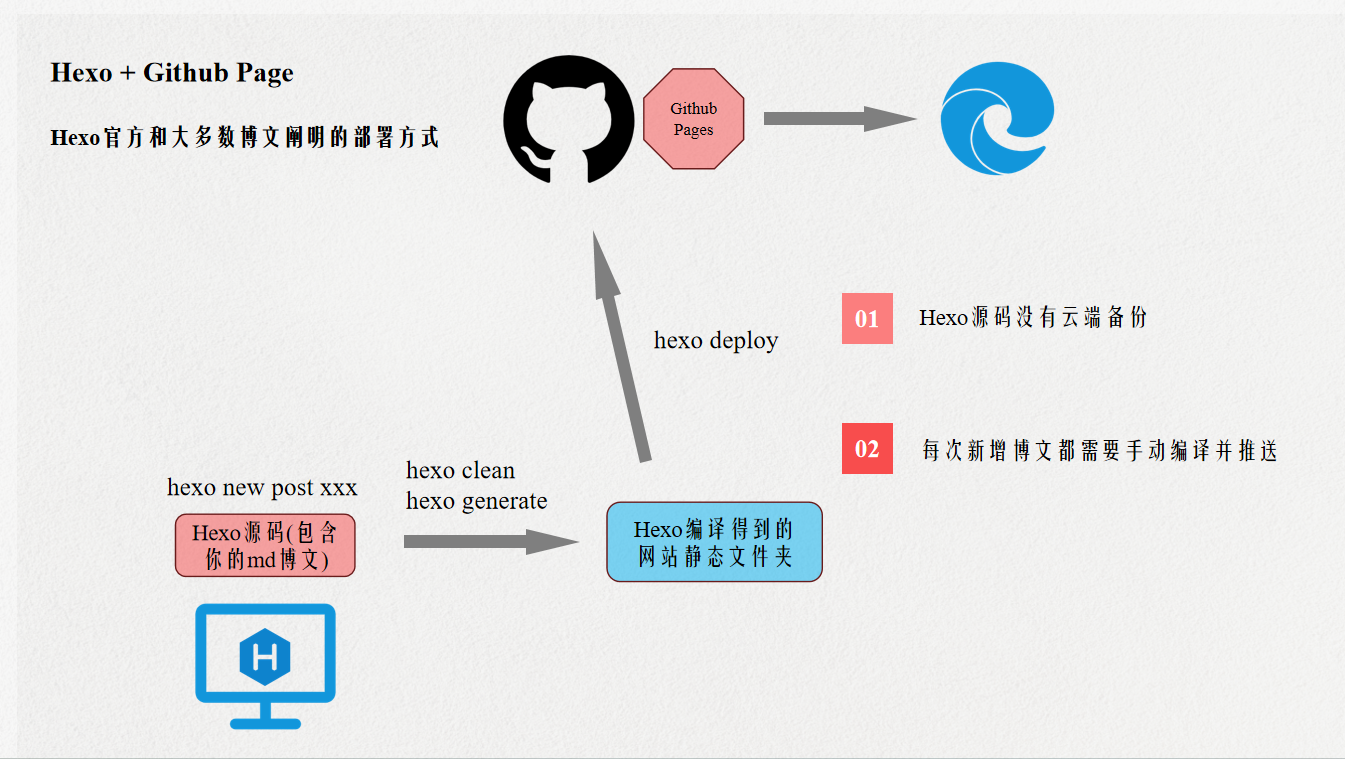 Hexo + Github Page
Hexo官方和大多数博文阐明的部署方式
Github
Pages
hexo deploy
01
Hexo源码没有云端备份
02
每次新增博文都需要手动编译并推送
hexo new post xxx
Hexo源码(包含
你的md博文)
hexo clean
hexo generate
Hexo编译得到的
网站静态文件夹
H